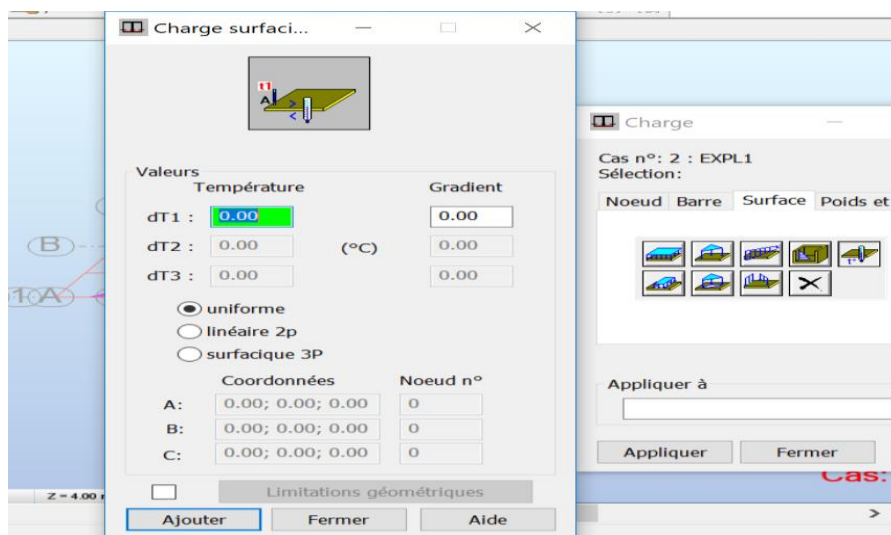 Charge surfaci...
t1
A
Valeurs
Température Gradient
dT1 : 0.00 0.00
dT2 : 0.00 (°C) 0.00
dT3 : 0.00 0.00
uniforme
linéaire 2p
surfacique 3P
Coordonnées Noeud n°
A: 0.00; 0.00; 0.00 0
B: 0.00; 0.00; 0.00 0
C: 0.00; 0.00; 0.00 0
Limitations géométriques
Ajouter Fermer Aide
B
A
Z = 4.00
Charge
Cas n°: 2 : EXPL1
Sélection:
Noeud Barre Surface Poids et
Appliquer à
Appliquer Fermer
Cas: